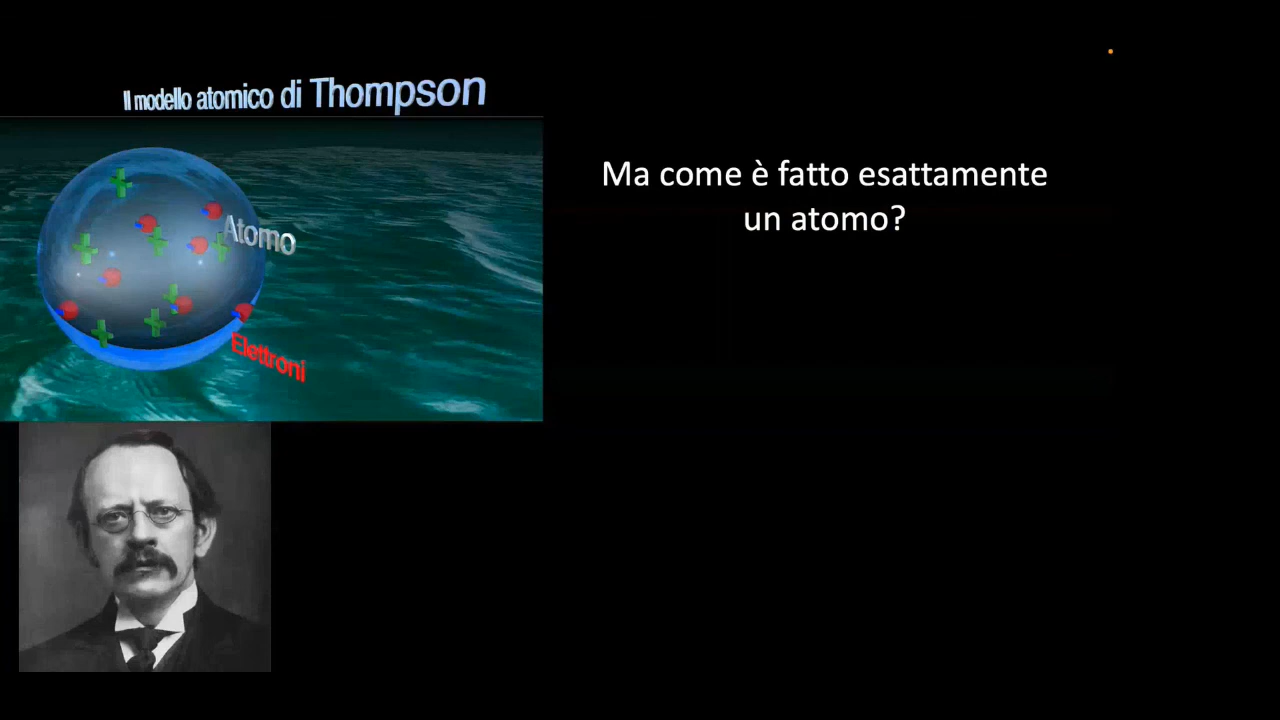 Il modello atomico di Thompson
Ma come è fatto esattamente
un atomo?
Atomo
Elettroni